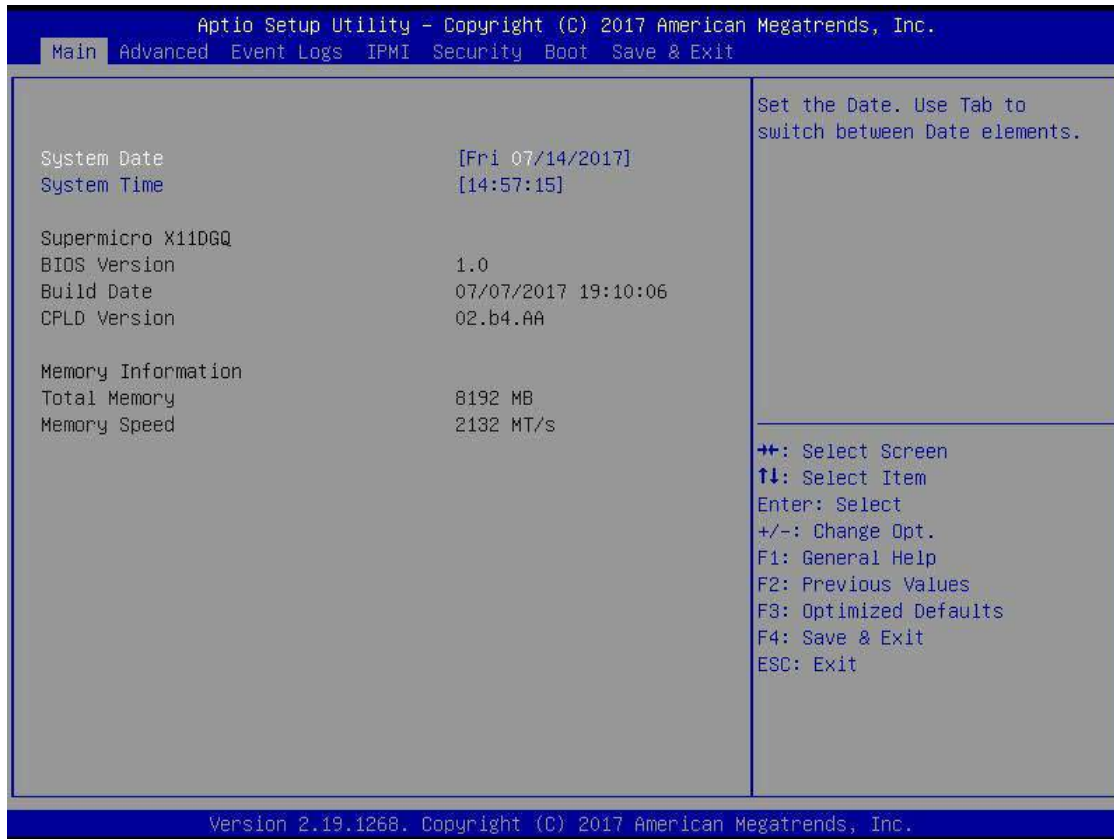 Aptio Setup Utility – Copyright (C) 2017 American Megatrends, Inc.
Main Advanced Event Logs IPMI Security Boot Save & Exit
Set the Date. Use Tab to
switch between Date elements.
System Date [Fri 07/14/2017]
System Time [14:57:15]
Supermicro X11DGQ
BIOS Version 1.0
Build Date 07/07/2017 19:10:06
CPLD Version 02.b4.AA
Memory Information
Total Memory 8192 MB
Memory Speed 2132 MT/s
→←: Select Screen
↑↓: Select Item
Enter: Select
+/-: Change Opt.
F1: General Help
F2: Previous Values
F3: Optimized Defaults
F4: Save & Exit
ESC: Exit
Version 2.19.1268. Copyright (C) 2017 American Megatrends, Inc.